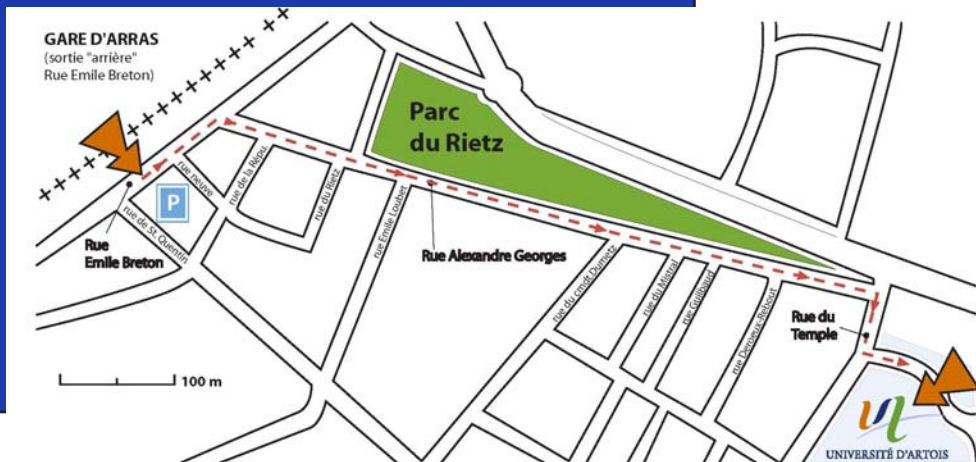 GARE D'ARRAS
(sortie "arrière"
Rue Emile Breton)
Parc
du Rietz
P
rue neuve
rue de la Répu.
rue du Rietz
rue de St. Quentin
Rue
Emile Breton
rue Emile Loubet
Rue Alexandre Georges
rue du cmdt Dumetz
rue du Mistral
rue Guilbaud
rue Deroeux-Rebout
Rue du
Temple
100 m
UNIVERSITÉ D'ARTOIS